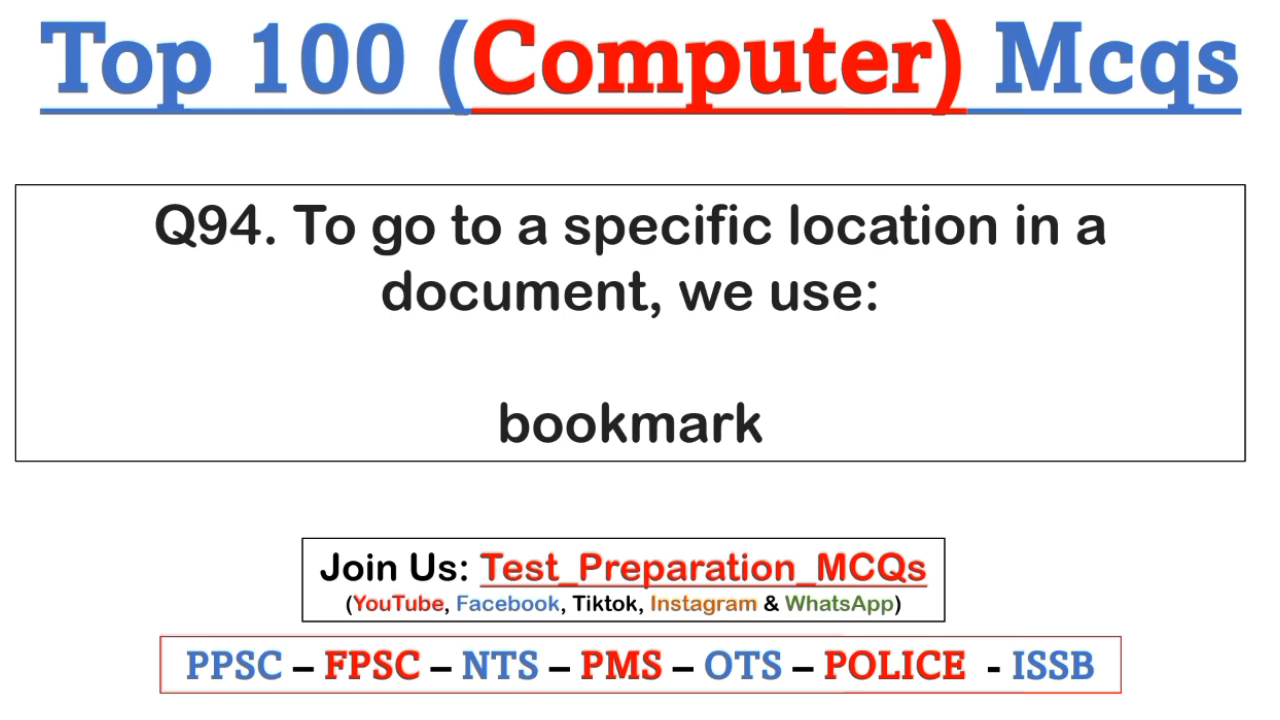 Top 100 (Computer) Mcqs
Q94. To go to a specific location in a
document, we use:
bookmark
Join Us: Test_Preparation_MCQs
(YouTube, Facebook, Tiktok, Instagram & WhatsApp)
PPSC – FPSC – NTS – PMS – OTS – POLICE - ISSB